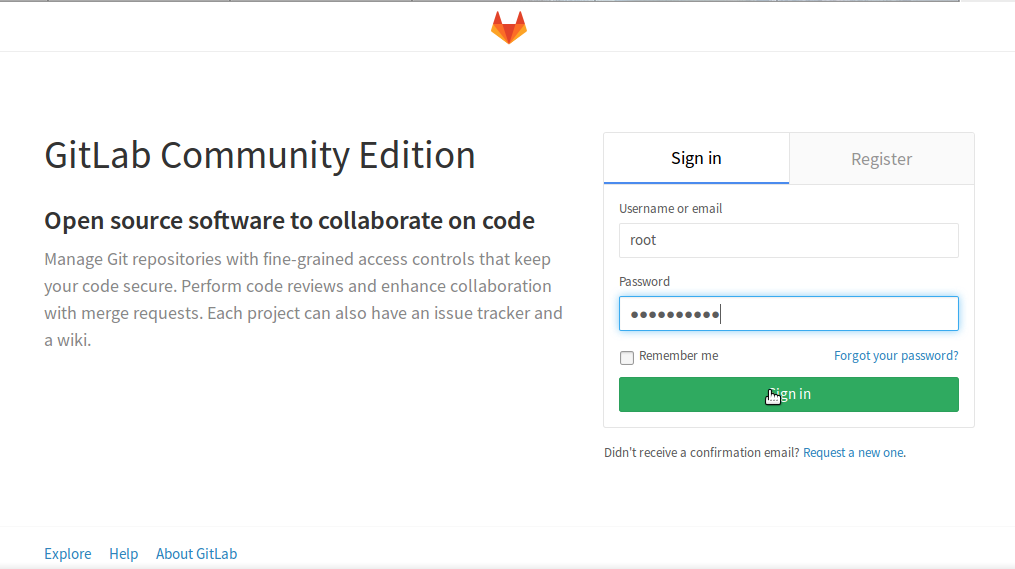 GitLab Community Edition
Open source software to collaborate on code
Manage Git repositories with fine-grained access controls that keep
your code secure. Perform code reviews and enhance collaboration
with merge requests. Each project can also have an issue tracker and
a wiki.
Sign in
Register
Username or email
root
Password
●●●●●●●●●●
Remember me
Forgot your password?
Sign in
Didn't receive a confirmation email? Request a new one.
Explore
Help
About GitLab